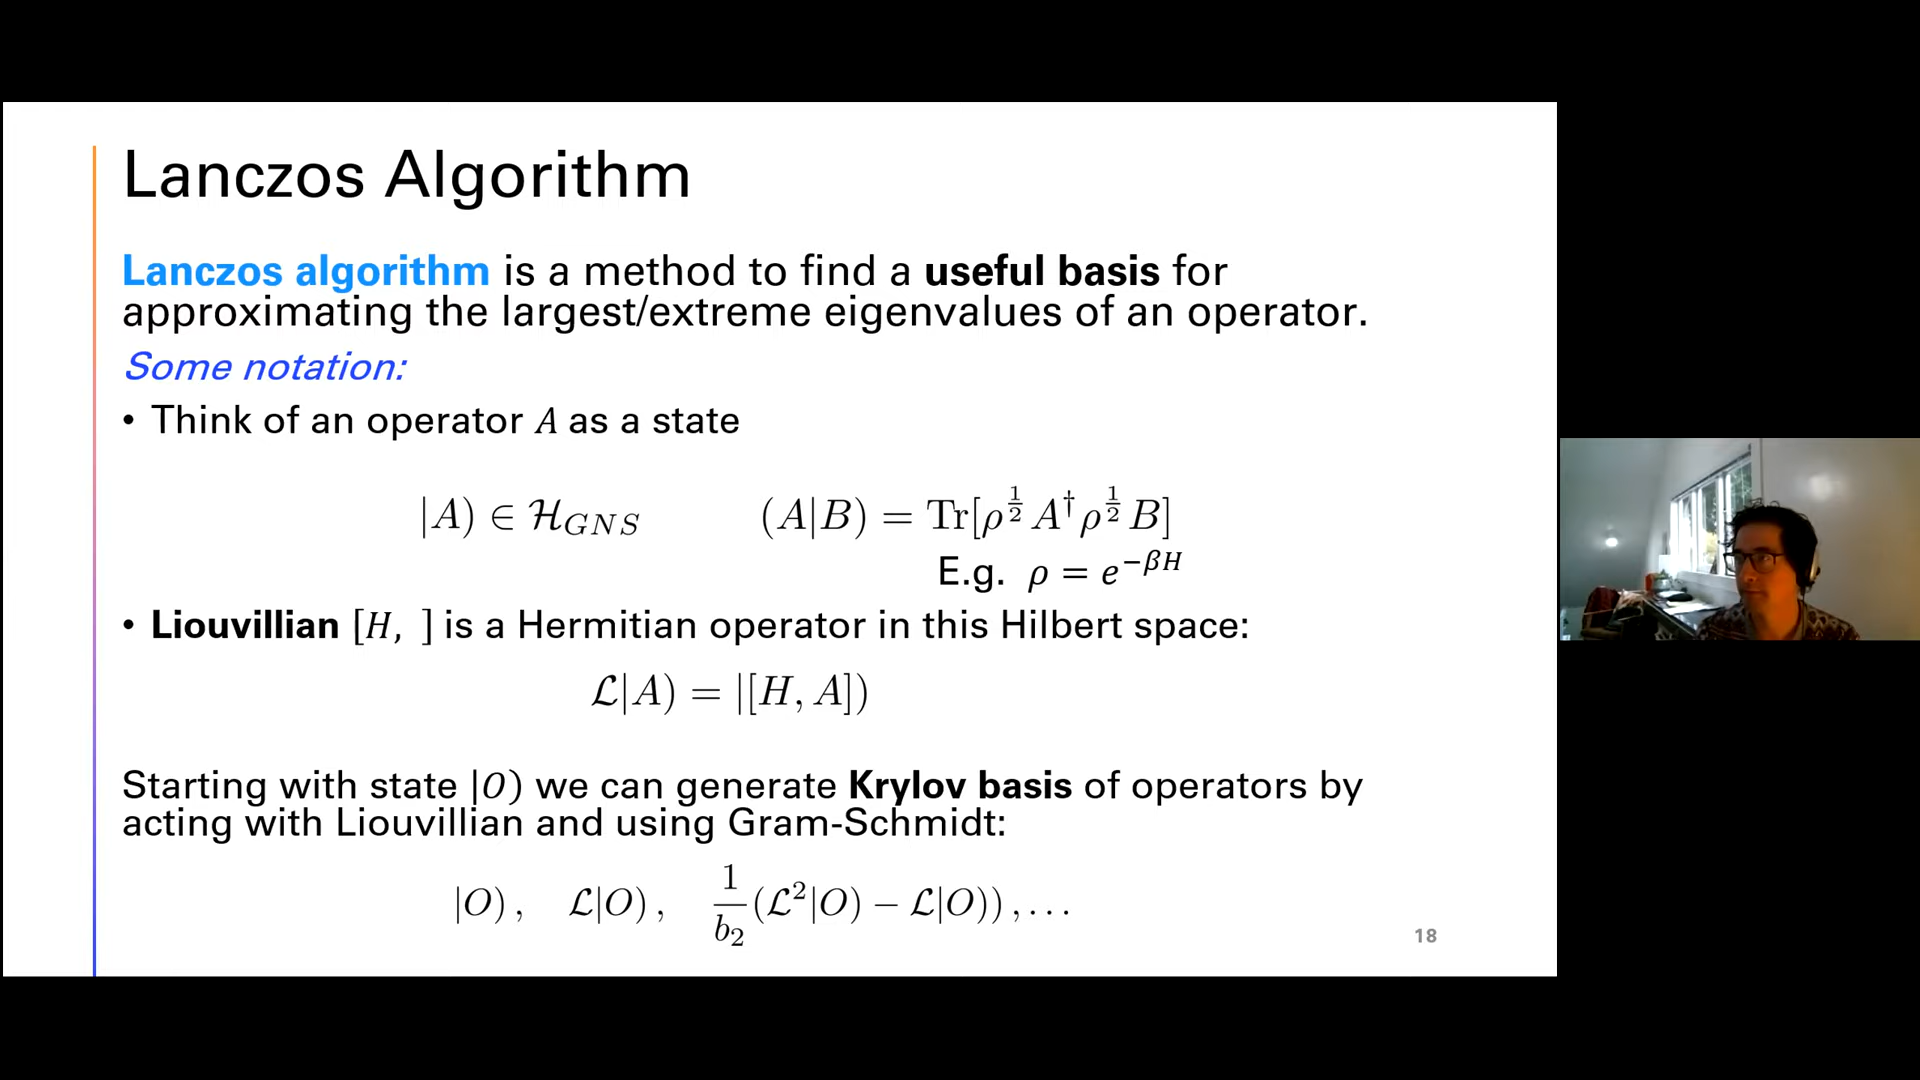 Lanczos Algorithm
Lanczos algorithm is a method to find a useful basis for
approximating the largest/extreme eigenvalues of an operator.
Some notation:
• Think of an operator A as a state
|A) ∈ ℋ_{GNS}   (A|B) = Tr[ρ^{1/2} A† ρ^{1/2} B]
E.g. ρ = e^{−βH}
• Liouvillian [H, ] is a Hermitian operator in this Hilbert space:
ℒ|A) = |[H, A])
Starting with state |O) we can generate Krylov basis of operators by
acting with Liouvillian and using Gram-Schmidt:
|O), ℒ|O), 1/b₂ (ℒ²|O) − ℒ|O)), ...
18